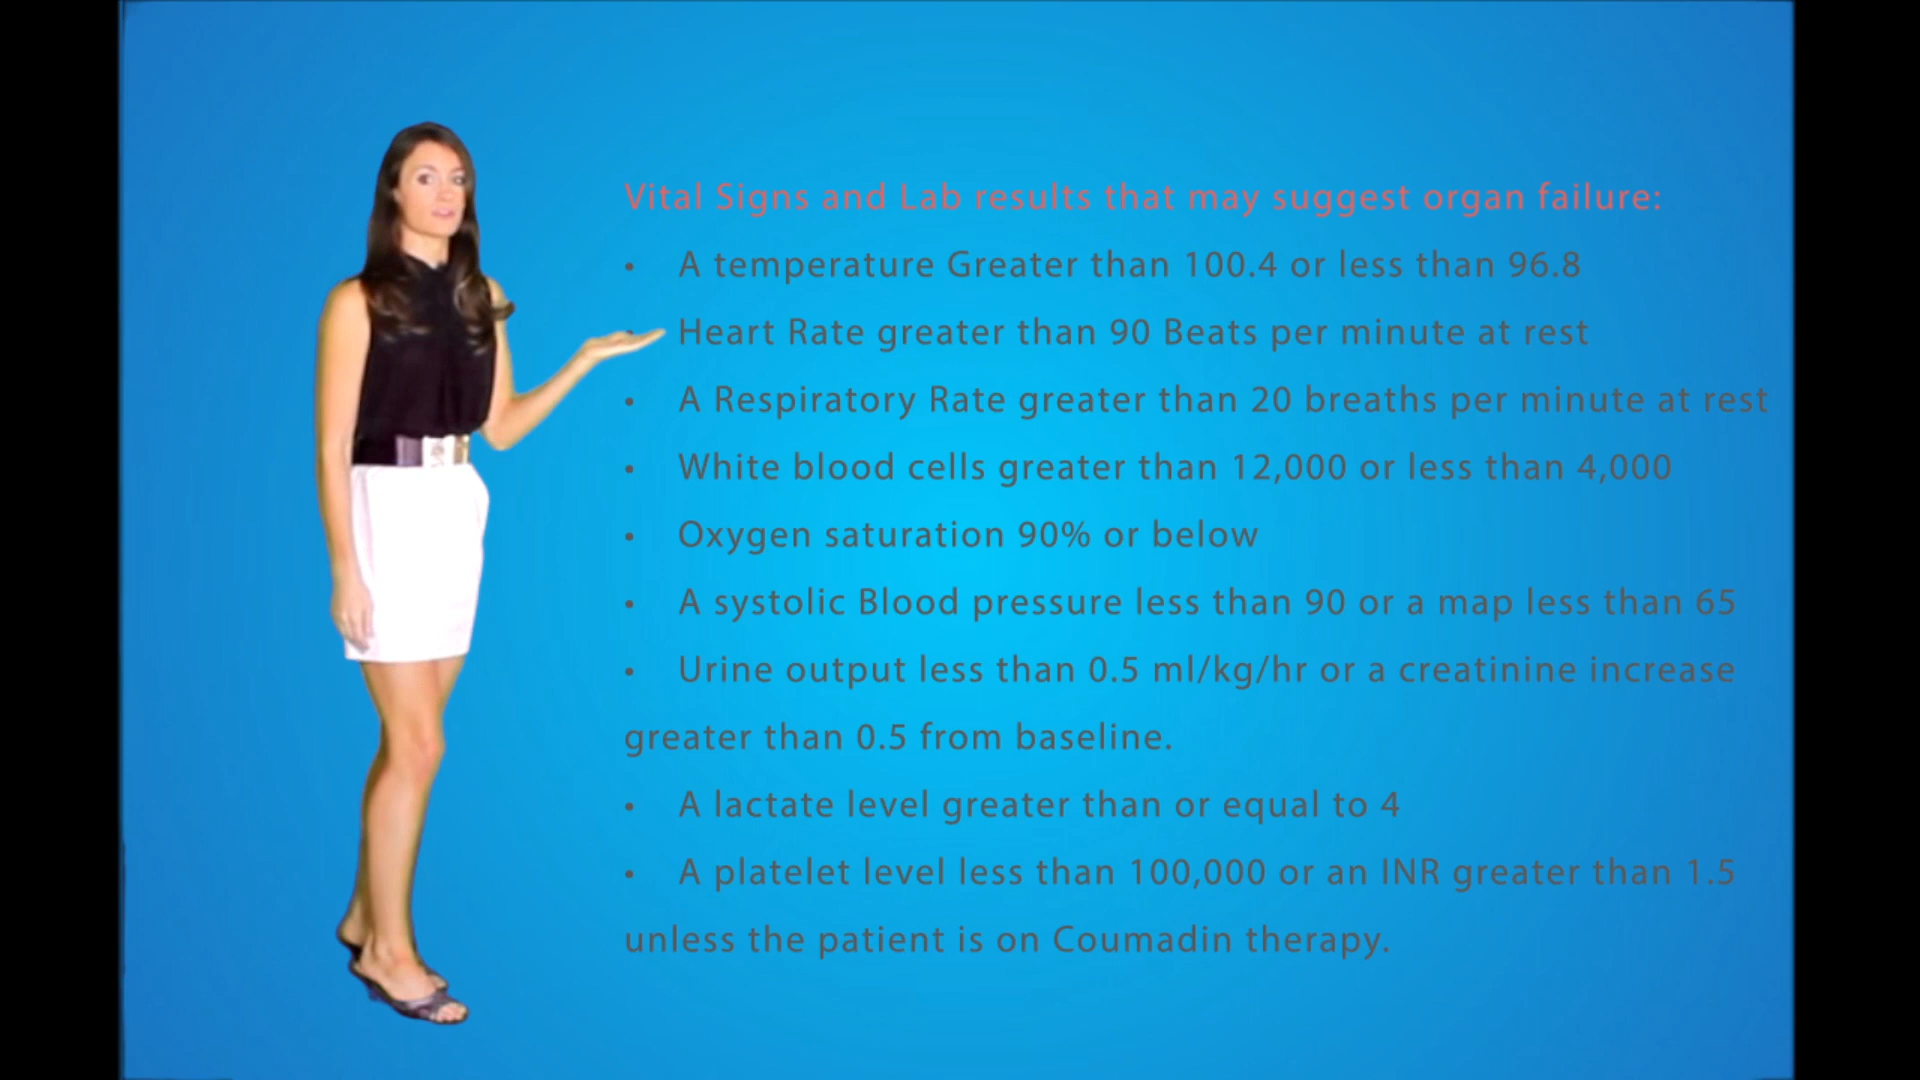 Vital Signs and Lab results that may suggest organ failure:
• A temperature Greater than 100.4 or less than 96.8
• Heart Rate greater than 90 Beats per minute at rest
• A Respiratory Rate greater than 20 breaths per minute at rest
• White blood cells greater than 12,000 or less than 4,000
• Oxygen saturation 90% or below
• A systolic Blood pressure less than 90 or a map less than 65
• Urine output less than 0.5 ml/kg/hr or a creatinine increase
greater than 0.5 from baseline.
• A lactate level greater than or equal to 4
• A platelet level less than 100,000 or an INR greater than 1.5
unless the patient is on Coumadin therapy.